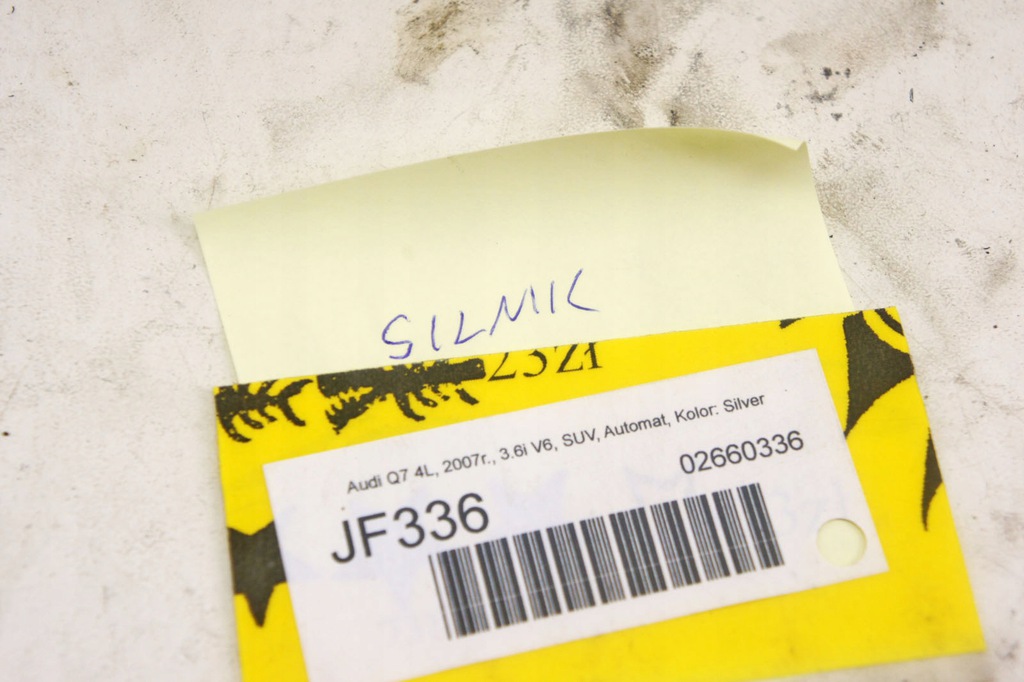 SILNIK
Audi Q7 4L, 2007r., 3.6i V6, SUV, Automat, Kolor: Silver
02660336
JF336